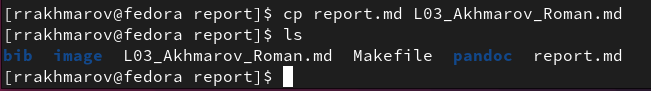 [rrakhmarov@fedora report]$ cp report.md L03_Akhmarov_Roman.md
[rrakhmarov@fedora report]$ ls
bib  image  L03_Akhmarov_Roman.md  Makefile  pandoc  report.md
[rrakhmarov@fedora report]$